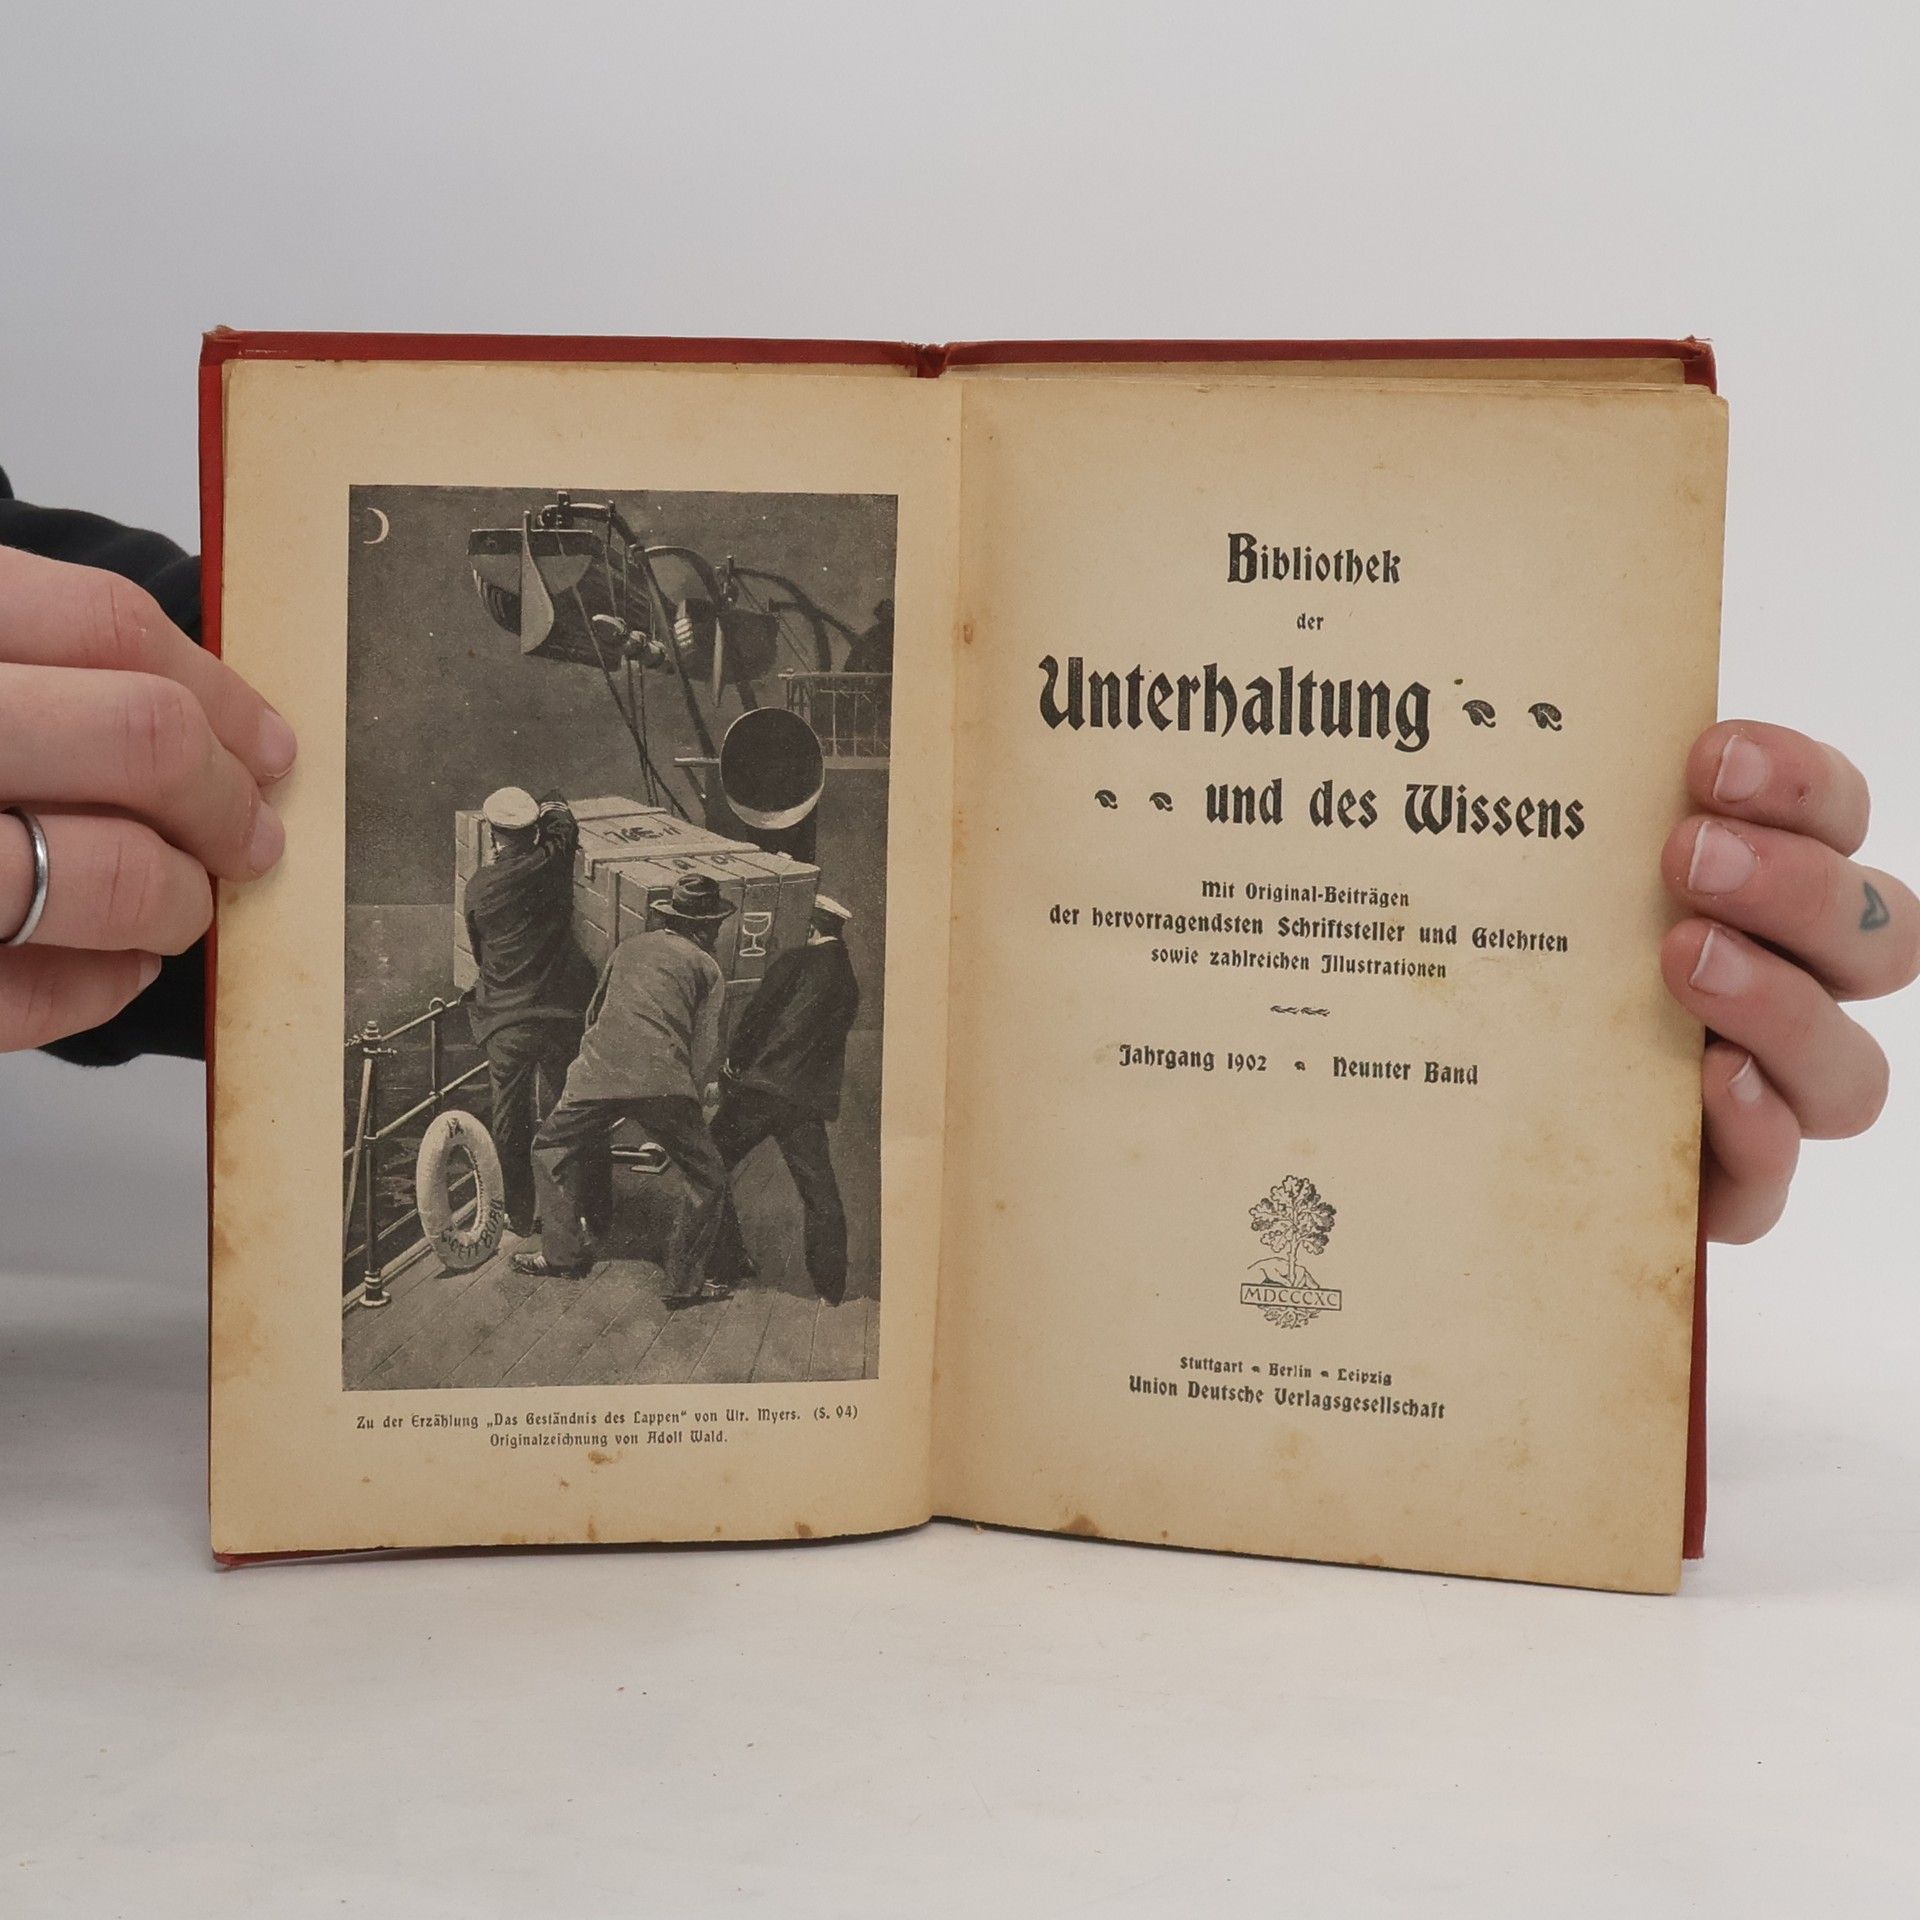 Zu der Erzählung „Das Geständnis des Lappen“ von Ulr. Myers. (S. 94)
Originalzeichnung von Adolf Wald.
Bibliothek
der
Unterhaltung
und des Wissens
Mit Original-Beiträgen
der hervorragendsten Schriftsteller und Gelehrten
sowie zahlreichen Illustrationen
Jahrgang 1902 Neunter Band
MDCCCXC
Stuttgart Berlin Leipzig
Union Deutsche Verlagsgesellschaft